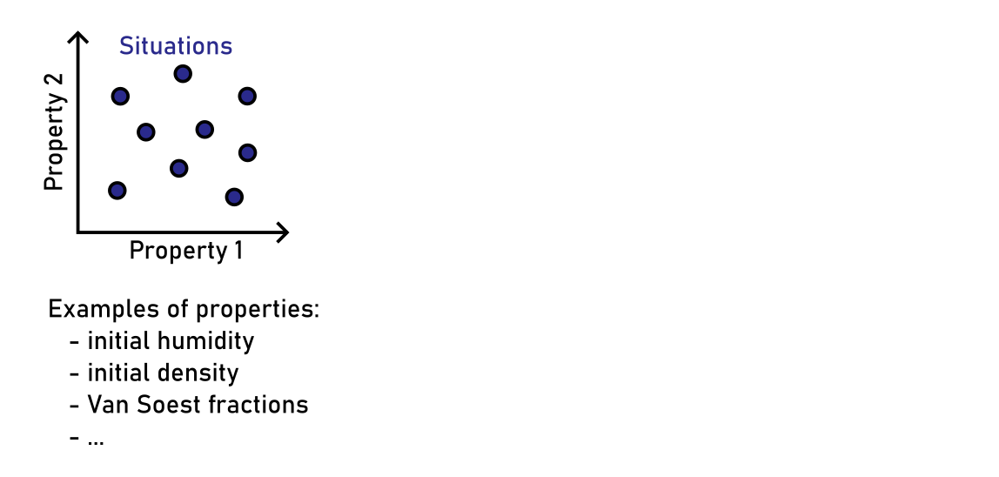 Situations
Property 2
Property 1
Examples of properties:
- initial humidity
- initial density
- Van Soest fractions
- ...